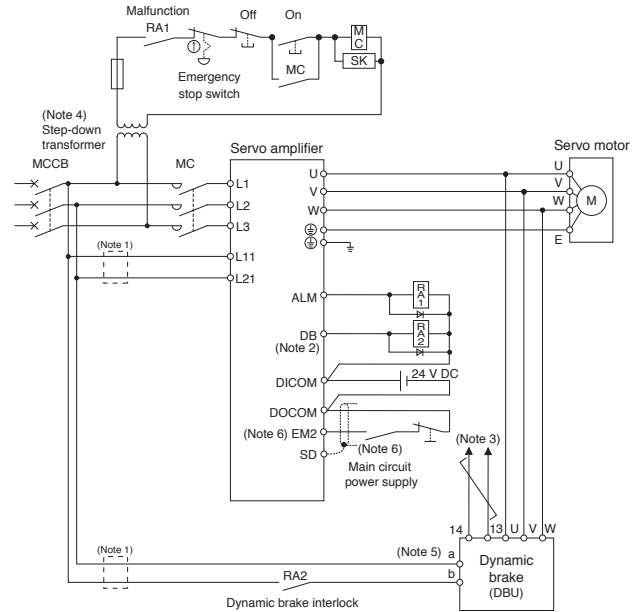 Malfunction
RA1
Off
On
MC
SK
MC
Emergency
stop switch
(Note 4)
Step-down
transformer
MCCB
MC
Servo amplifier
Servo motor
L1
L2
L3
L11
L21
U
V
W
U
V
W
E
M
(Note 1)
ALM
RA1
DB
(Note 2)
RA2
DICOM
24 V DC
DOCOM
(Note 6) EM2
(Note 6)
SD
Main circuit
power supply
(Note 3)
14 13 U V W
(Note 1)
(Note 5) a
b
RA2
Dynamic brake interlock
Dynamic
brake
(DBU)